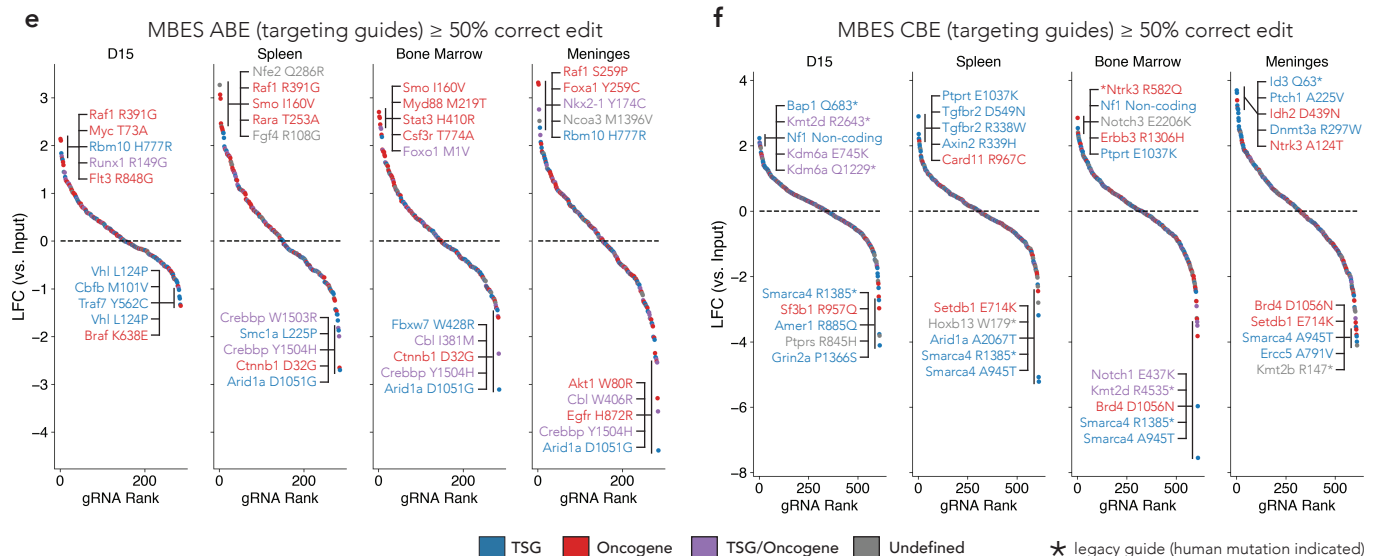 e
MBES ABE (targeting guides) ≥ 50% correct edit
D15
Spleen
Bone Marrow
Meninges
LFC (vs. Input)
3
2
1
0
−1
−2
−3
−4
Raf1 R391G
Myc T73A
Rbm10 H777R
Runx1 R149G
Flt3 R848G
Vhl L124P
Cbfb M101V
Traf7 Y562C
Vhl L124P
Braf K638E
0
200
gRNA Rank
Nfe2 Q286R
Raf1 R391G
Smo I160V
Rara T253A
Fgf4 R108G
Crebbp W1503R
Smc1a L225P
Crebbp Y1504H
Ctnnb1 D32G
Arid1a D1051G
0
200
gRNA Rank
Smo I160V
Myd88 M219T
Stat3 H410R
Csf3r T774A
Foxo1 M1V
Fbxw7 W428R
Cbl I381M
Ctnnb1 D32G
Crebbp Y1504H
Arid1a D1051G
0
200
gRNA Rank
Raf1 S259P
Foxa1 Y259C
Nkx2-1 Y174C
Ncoa3 M1396V
Rbm10 H777R
Akt1 W80R
Cbl W406R
Egfr H872R
Crebbp Y1504H
Arid1a D1051G
0
200
gRNA Rank
f
MBES CBE (targeting guides) ≥ 50% correct edit
D15
Spleen
Bone Marrow
Meninges
LFC (vs. Input)
4
2
0
−2
−4
−6
−8
Bap1 Q683*
Kmt2d R2643*
Nf1 Non-coding
Kdm6a E745K
Kdm6a Q1229*
Smarca4 R1385*
Sf3b1 R957Q
Amer1 R885Q
Ptprs R845H
Grin2a P1366S
0
500
gRNA Rank
Ptprt E1037K
Tgfbr2 D549N
Tgfbr2 R338W
Axin2 R339H
Card11 R967C
Setdb1 E714K
Hoxb13 W179*
Arid1a A2067T
Smarca4 R1385*
Smarca4 A945T
0
500
gRNA Rank
*Ntrk3 R582Q
Nf1 Non-coding
Notch3 E2206K
Erbb3 R1306H
Ptprt E1037K
Notch1 E437K
Kmt2d R4535*
Brd4 D1056N
Smarca4 R1385*
Smarca4 A945T
0
500
gRNA Rank
Id3 Q63*
Ptch1 A225V
Idh2 D439N
Dnmt3a R297W
Ntrk3 A124T
Brd4 D1056N
Setdb1 E714K
Smarca4 A945T
Ercc5 A791V
Kmt2b R147*
0
500
gRNA Rank
TSG
Oncogene
TSG/Oncogene
Undefined
* legacy guide (human mutation indicated)